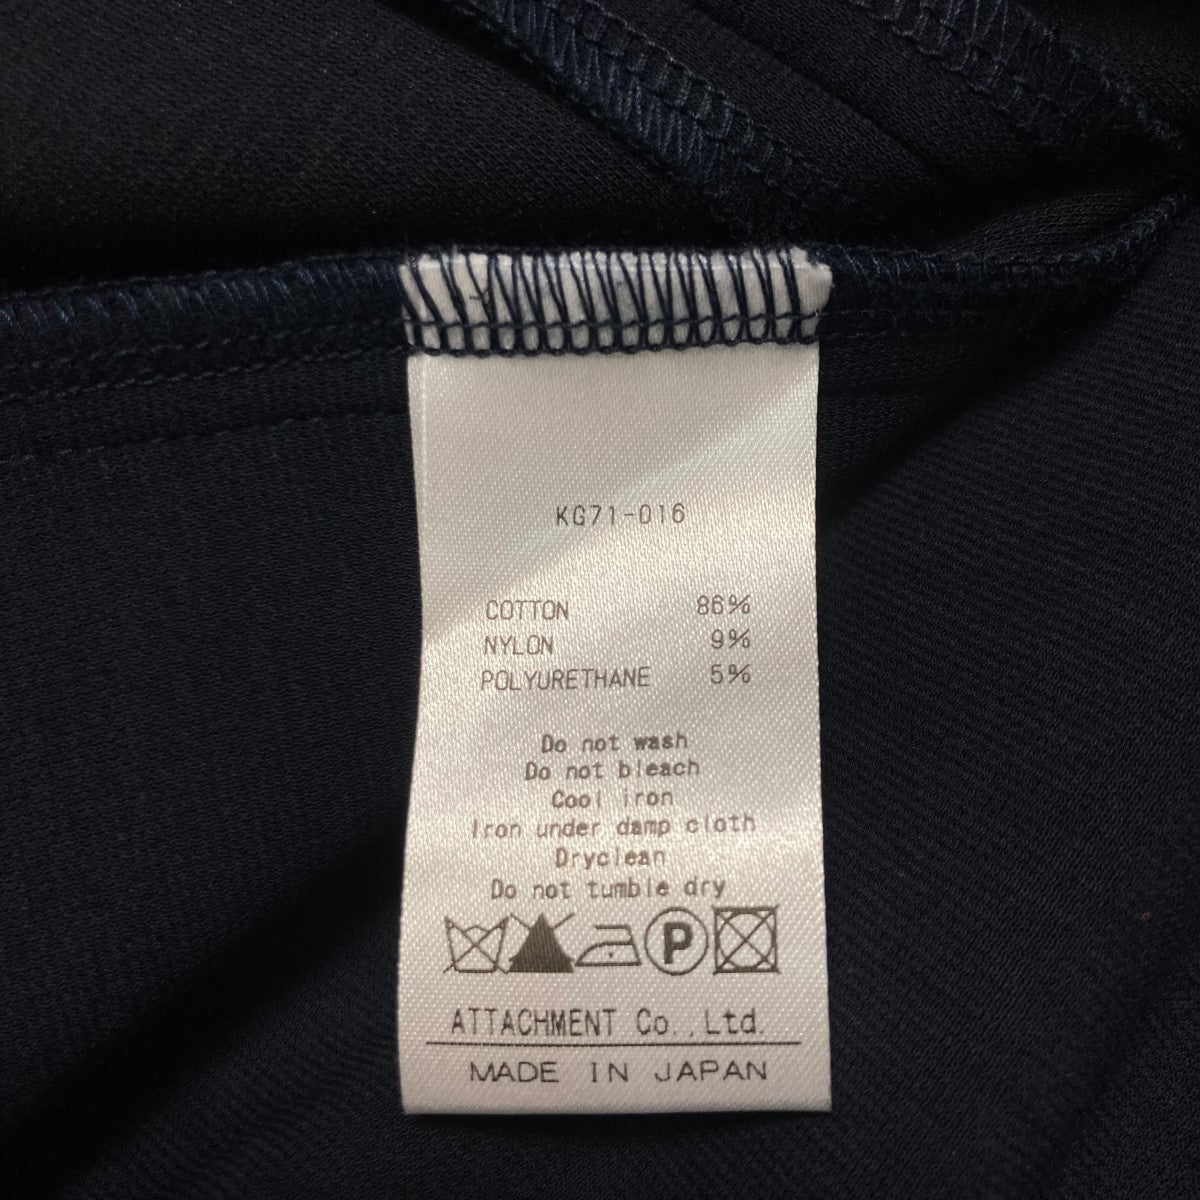 KG71-016
COTTON 86%
NYLON 9%
POLYURETHANE 5%
Do not wash
Do not bleach
Cool iron
Iron under damp cloth
Dryclean
Do not tumble dry
P
ATTACHMENT Co.,Ltd.
MADE IN JAPAN